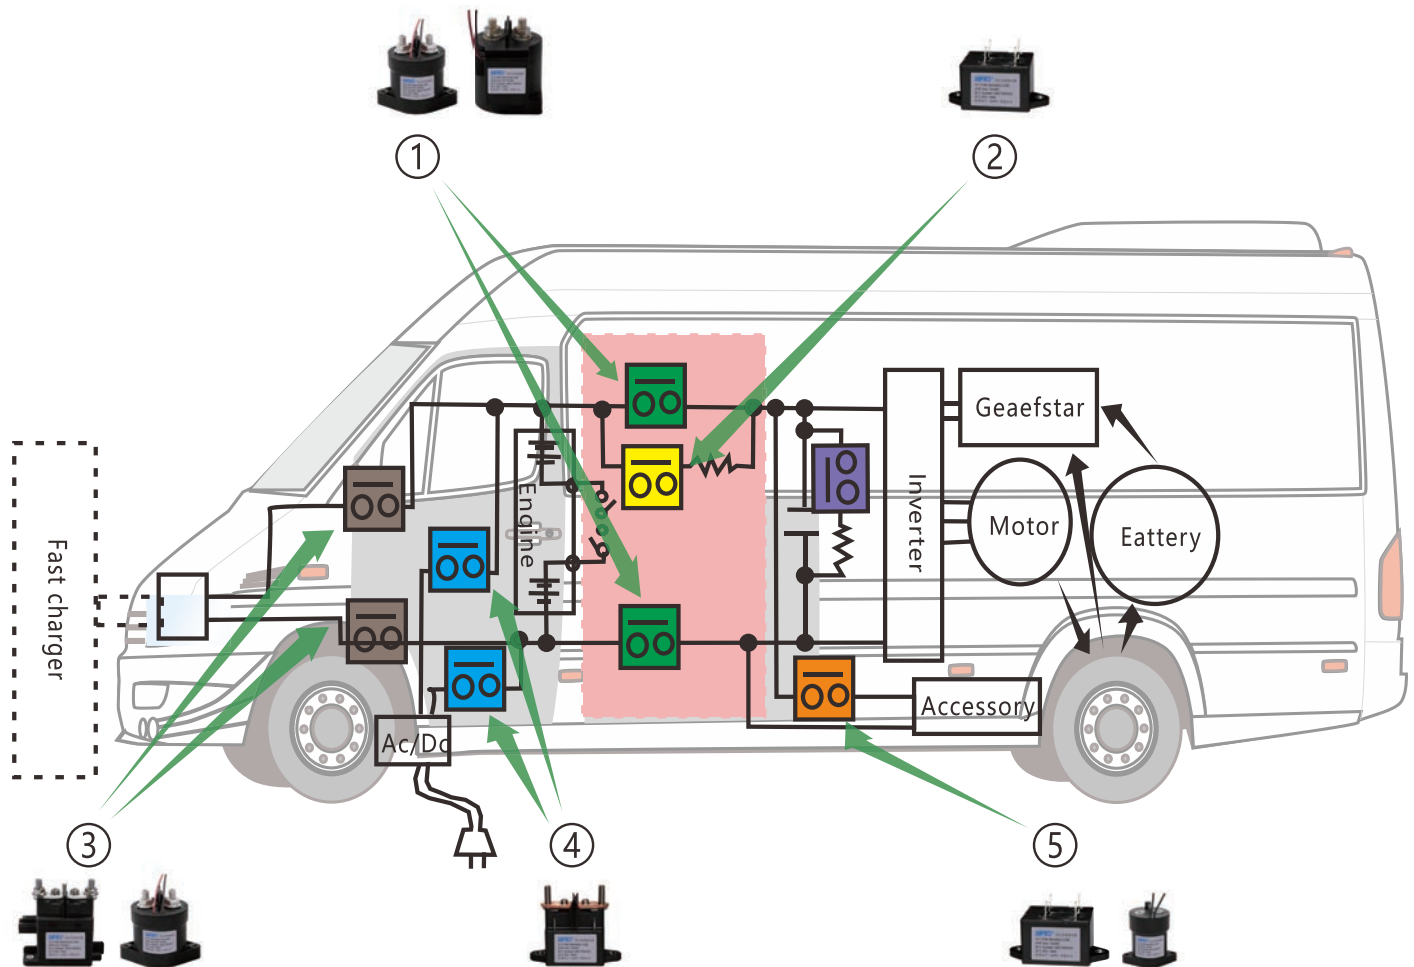 ① ②
Geaefstar
Engine
Inverter
Motor
Eattery
Fast charger
Accessory
Ac/Dc
③ ④ ⑤